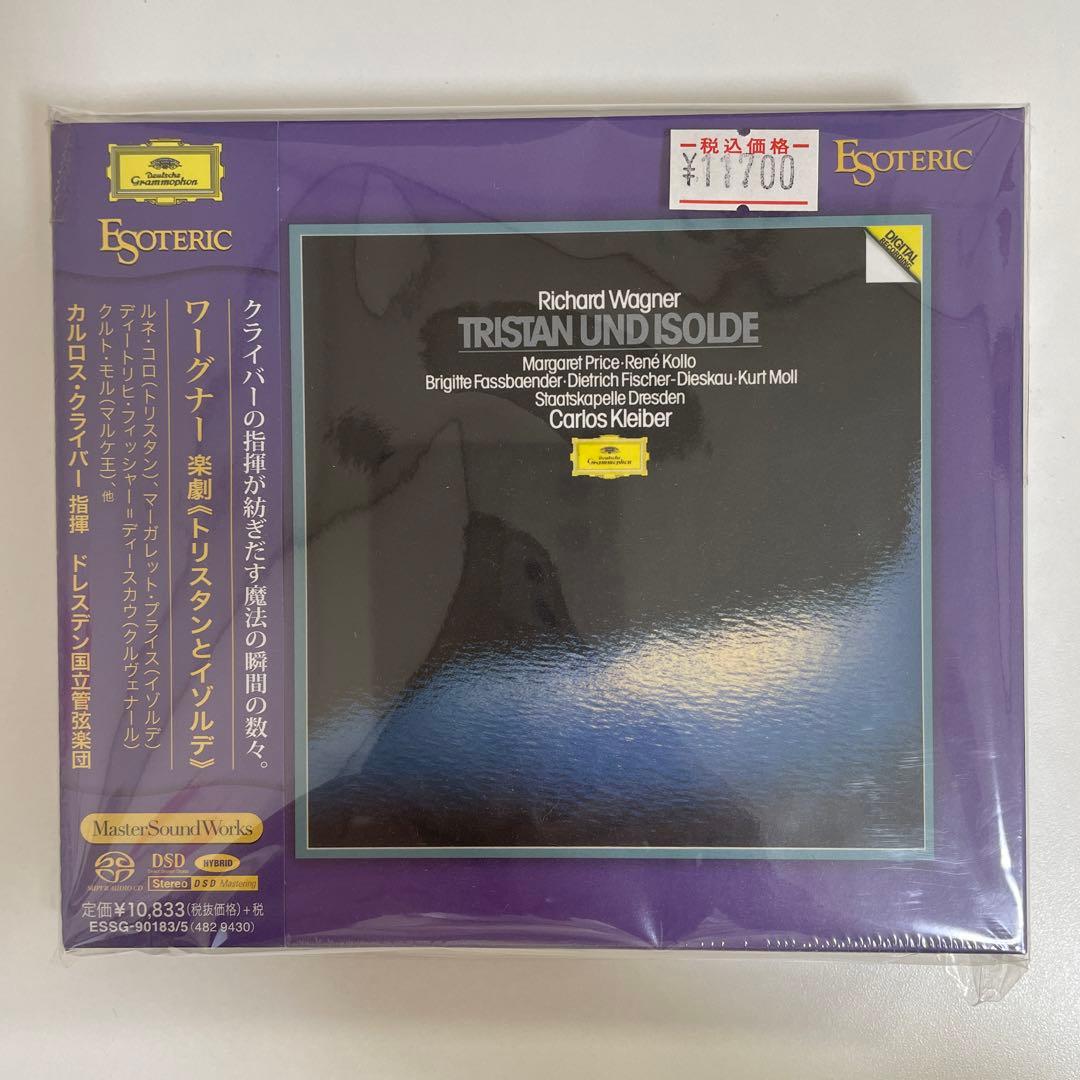 Deutsche
Grammophon
ESOTERIC
クライバーの指揮が紡ぎだす魔法の瞬間の数々。
ワーグナー 楽劇《トリスタンとイゾルデ》
ルネ・コロ(トリスタン)、マーガレット・プライス(イゾルデ)
ディートリヒ・フィッシャー=ディースカウ(クルヴェナール)
クルト・モル(マルケ王)、他
カルロス・クライバー 指揮 ドレスデン国立管弦楽団
MasterSoundWorks
SUPER AUDIO CD
DSD
Direct Stream Digital
HYBRID
Stereo DSD Mastering
定価¥10,833(税抜価格)+税
ESSG-90183/5(482 9430)
税込価格
¥11700
ESOTERIC
DIGITAL
RECORDING
Richard Wagner
TRISTAN UND ISOLDE
Margaret Price·René Kollo
Brigitte Fassbaender·Dietrich Fischer-Dieskau·Kurt Moll
Staatskapelle Dresden
Carlos Kleiber
Deutsche
Grammophon